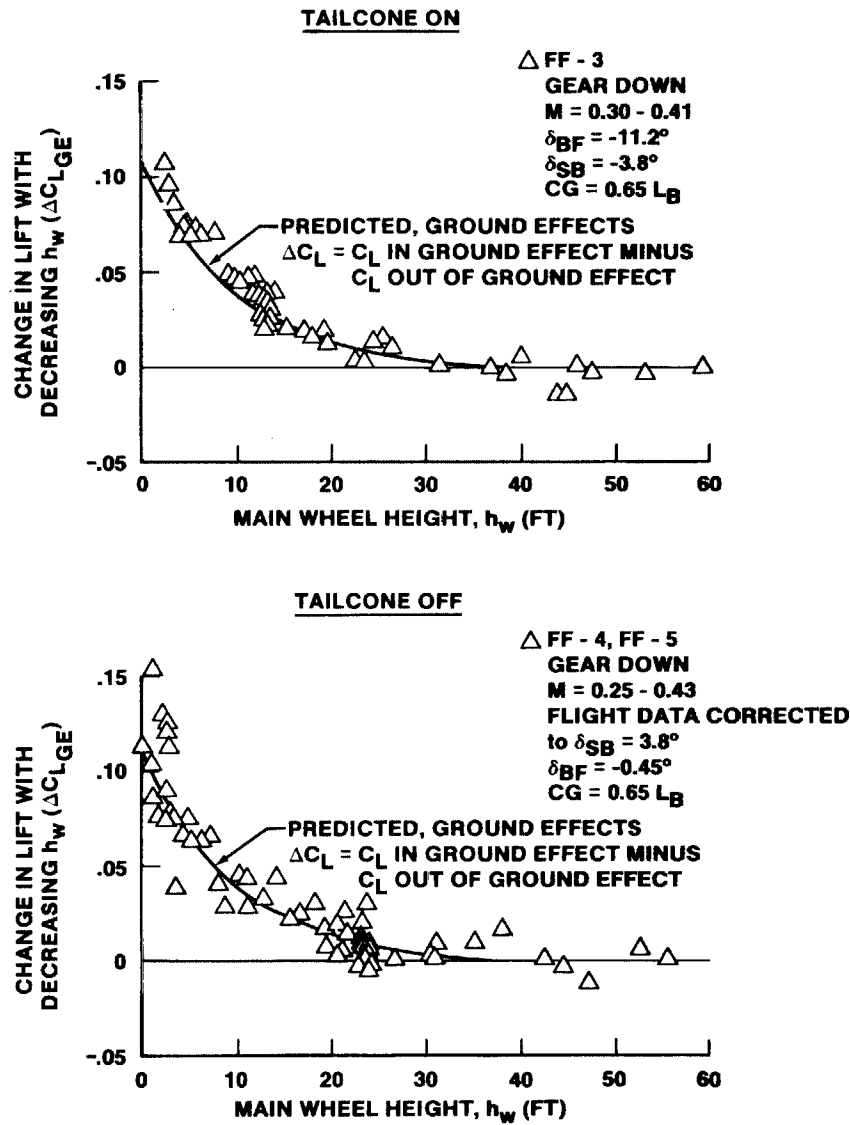 TAILCONE ON
△ FF - 3
GEAR DOWN
M = 0.30 - 0.41
δBF = -11.2°
δSB = -3.8°
CG = 0.65 LB
CHANGE IN LIFT WITH
DECREASING hw (ΔCLGE)
.15
.10
.05
0
-.05
PREDICTED, GROUND EFFECTS
ΔCL = CL IN GROUND EFFECT MINUS
CL OUT OF GROUND EFFECT
0 10 20 30 40 50 60
MAIN WHEEL HEIGHT, hw (FT)
TAILCONE OFF
△ FF - 4, FF - 5
GEAR DOWN
M = 0.25 - 0.43
FLIGHT DATA CORRECTED
to δSB = 3.8°
δBF = -0.45°
CG = 0.65 LB
CHANGE IN LIFT WITH
DECREASING hw (ΔCLGE)
.15
.10
.05
0
-.05
PREDICTED, GROUND EFFECTS
ΔCL = CL IN GROUND EFFECT MINUS
CL OUT OF GROUND EFFECT
0 10 20 30 40 50 60
MAIN WHEEL HEIGHT, hw (FT)